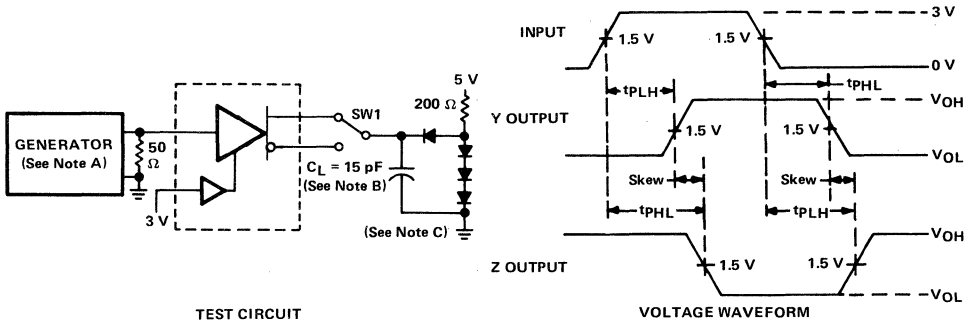 GENERATOR
(See Note A)
50
Ω
3 V
SW1
CL = 15 pF
(See Note B)
200 Ω
5 V
(See Note C)
TEST CIRCUIT
INPUT
1.5 V
1.5 V
3 V
0 V
tPLH
tPHL
Y OUTPUT
1.5 V
1.5 V
VOH
VOL
Skew
Skew
tPHL
tPLH
Z OUTPUT
1.5 V
1.5 V
VOH
VOL
VOLTAGE WAVEFORM